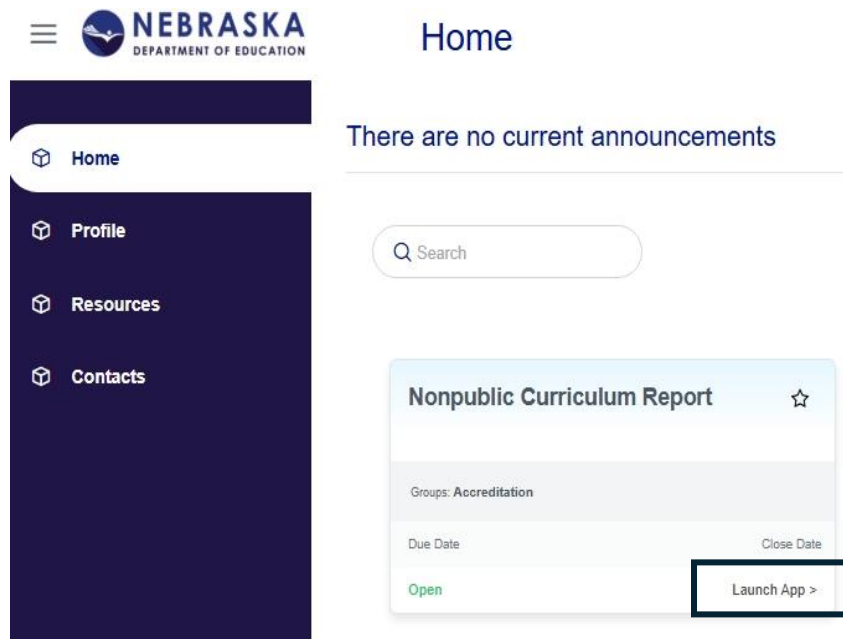 NEBRASKA
DEPARTMENT OF EDUCATION
Home
Home
Profile
Resources
Contacts
There are no current announcements
Search
Nonpublic Curriculum Report
Groups: Accreditation
Due Date Close Date
Open Launch App >